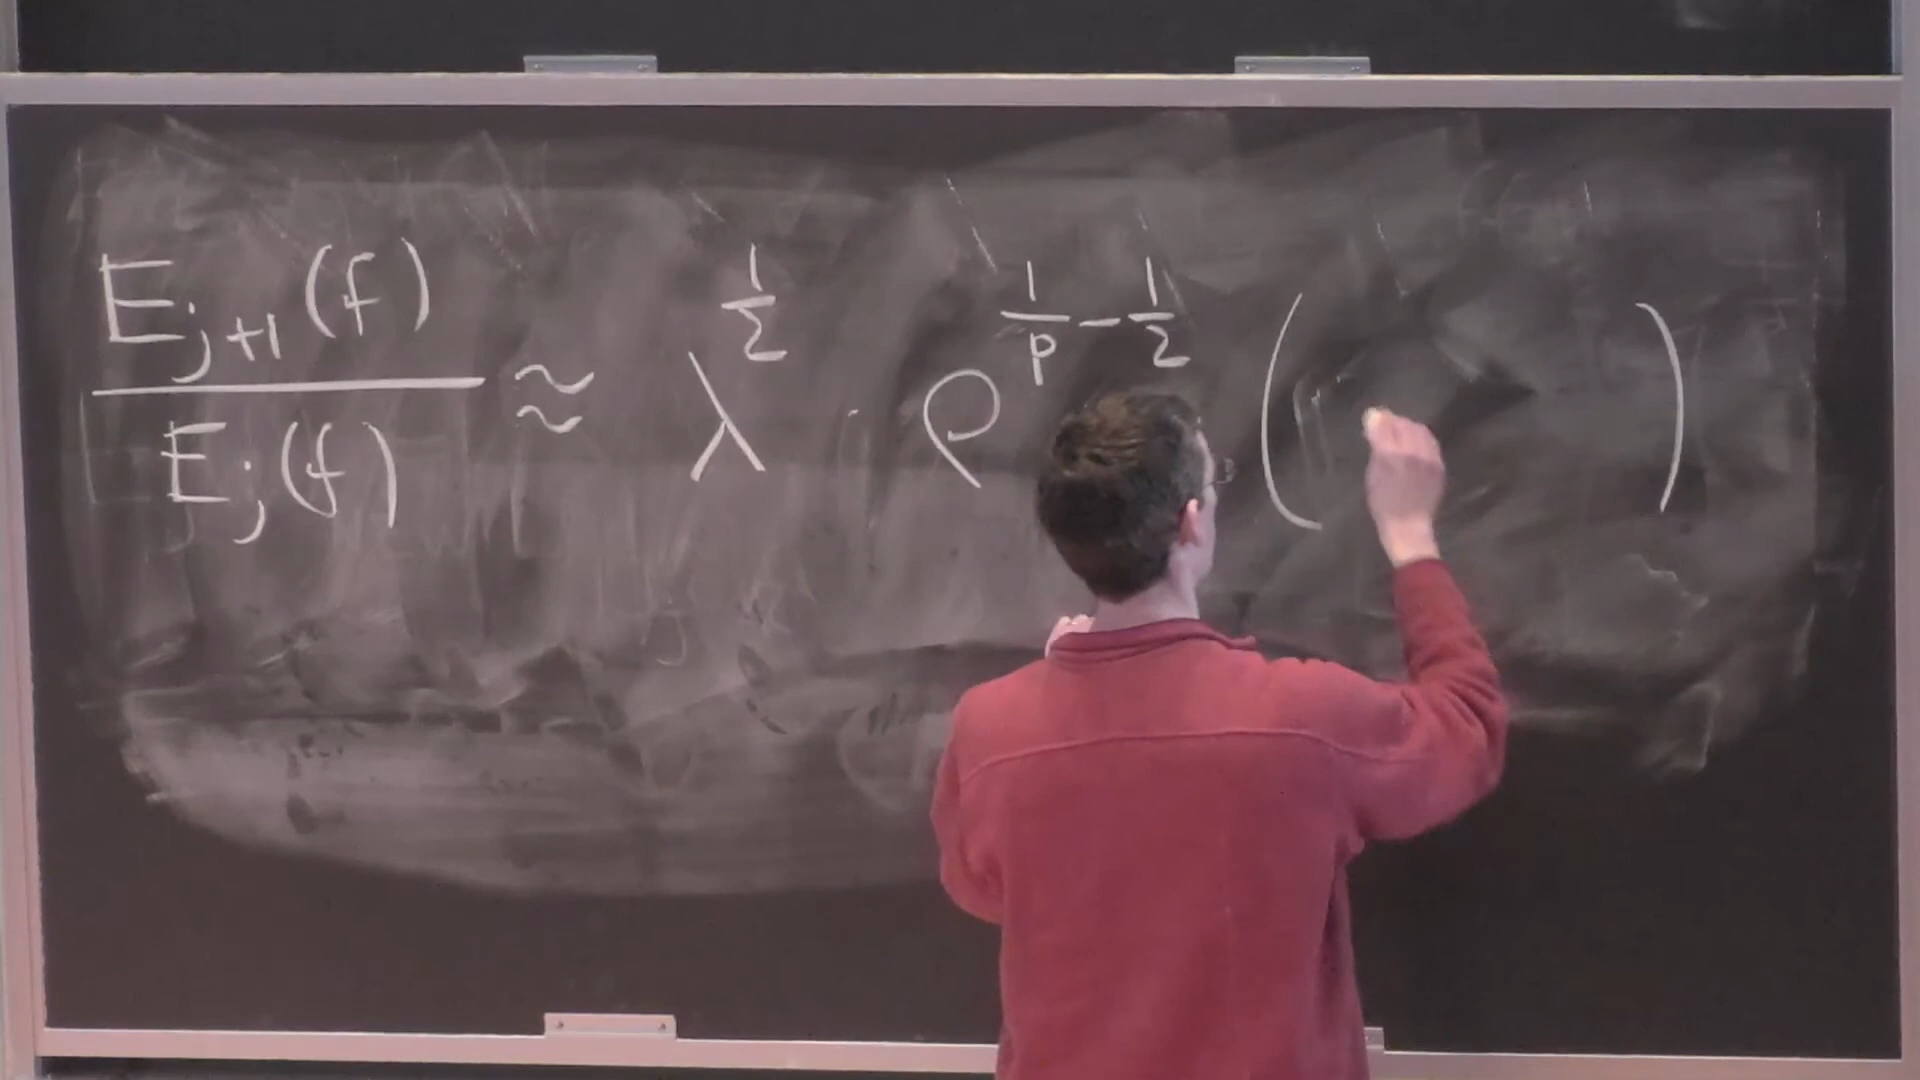 E_{j+1}(f) / E_j(f) ≈ λ^{1/2} · ρ^{1/p - 1/2} ( )